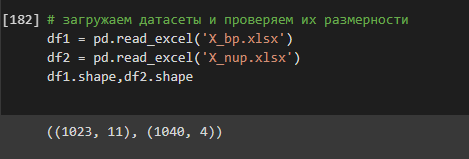 [182] # загружаем датасеты и проверяем их размерности
df1 = pd.read_excel('X_bp.xlsx')
df2 = pd.read_excel('X_nup.xlsx')
df1.shape,df2.shape
((1023, 11), (1040, 4))